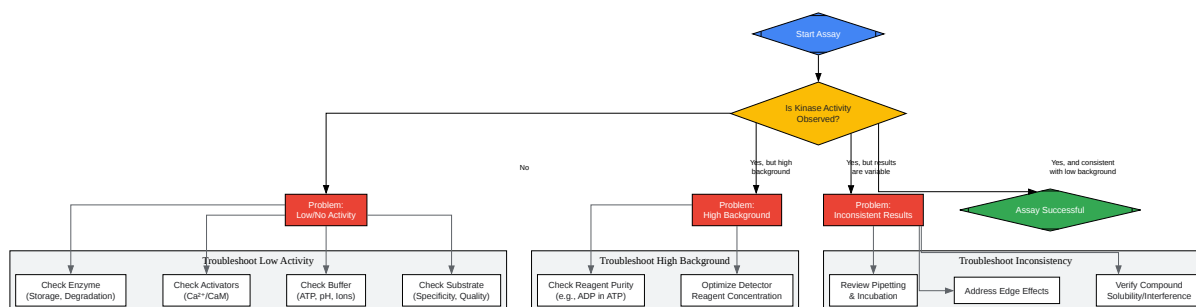 Start Assay
Is Kinase Activity
Observed?
No
Yes, but high
background
Yes, but results
are variable
Yes, and consistent
with low background
Problem:
Low/No Activity
Problem:
High Background
Problem:
Inconsistent Results
Assay Successful
Troubleshoot Low Activity
Check Enzyme
(Storage, Degradation)
Check Activators
(Ca²⁺/CaM)
Check Buffer
(ATP, pH, Ions)
Check Substrate
(Specificity, Quality)
Troubleshoot High Background
Check Reagent Purity
(e.g., ADP in ATP)
Optimize Detector
Reagent Concentration
Troubleshoot Inconsistency
Review Pipetting
& Incubation
Address Edge Effects
Verify Compound
Solubility/Interference